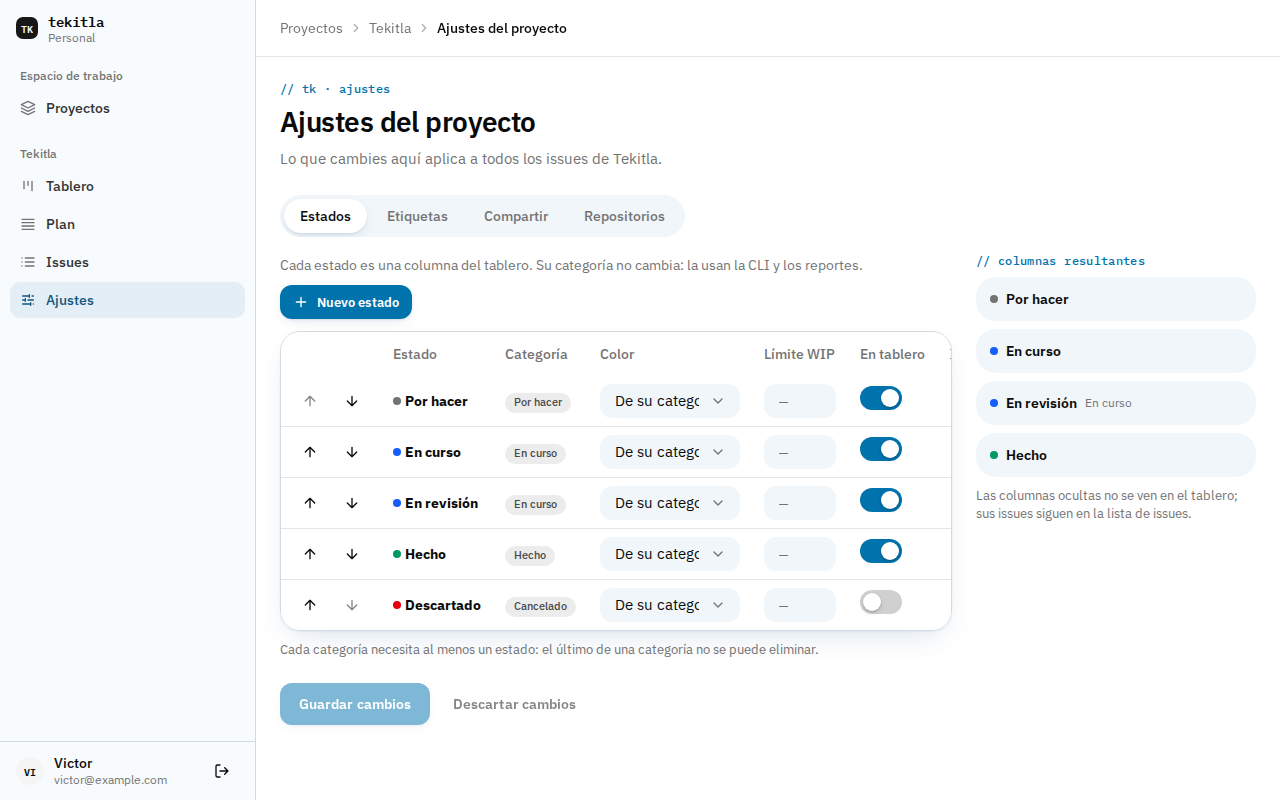 TK tekitla
Personal
Espacio de trabajo
Proyectos
Tekitla
Tablero
Plan
Issues
Ajustes
VI Victor
victor@example.com
Proyectos Tekitla Ajustes del proyecto
// tk · ajustes
Ajustes del proyecto
Lo que cambies aquí aplica a todos los issues de Tekitla.
Estados Etiquetas Compartir Repositorios
Cada estado es una columna del tablero. Su categoría no cambia: la usan la CLI y los reportes.
Nuevo estado
Estado Categoría Color Límite WIP En tablero
Por hacer Por hacer De su catego —
En curso En curso De su catego —
En revisión En curso De su catego —
Hecho Hecho De su catego —
Descartado Cancelado De su catego —
Cada categoría necesita al menos un estado: el último de una categoría no se puede eliminar.
Guardar cambios Descartar cambios
// columnas resultantes
Por hacer
En curso
En revisión En curso
Hecho
Las columnas ocultas no se ven en el tablero;
sus issues siguen en la lista de issues.